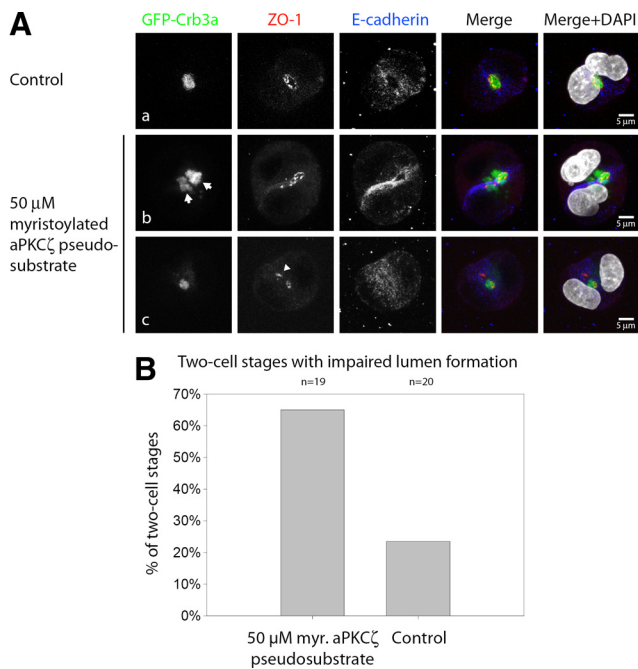 A
GFP-Crb3a ZO-1 E-cadherin Merge Merge+DAPI
Control
a
5 µm
50 µM
myristoylated
aPKCζ pseudo-
substrate
b
5 µm
c
5 µm
B
Two-cell stages with impaired lumen formation
n=19 n=20
70%
60%
50%
40%
30%
20%
10%
0%
% of two-cell stages
50 µM myr. aPKCζ
pseudosubstrate
Control